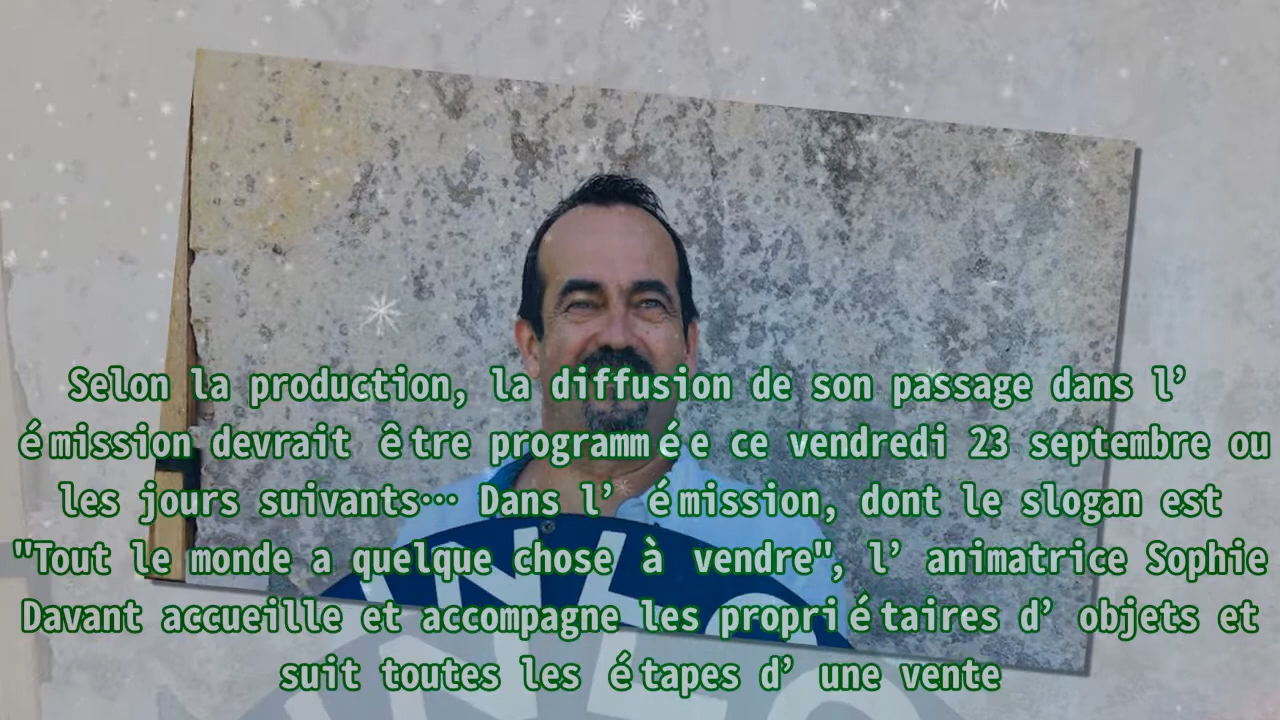 Selon la production, la diffusion de son passage dans l’
émission devrait être programmée ce vendredi 23 septembre ou
les jours suivants… Dans l’ émission, dont le slogan est
"Tout le monde a quelque chose à vendre", l’ animatrice Sophie
Davant accueille et accompagne les propriétaires d’ objets et
suit toutes les étapes d’ une vente